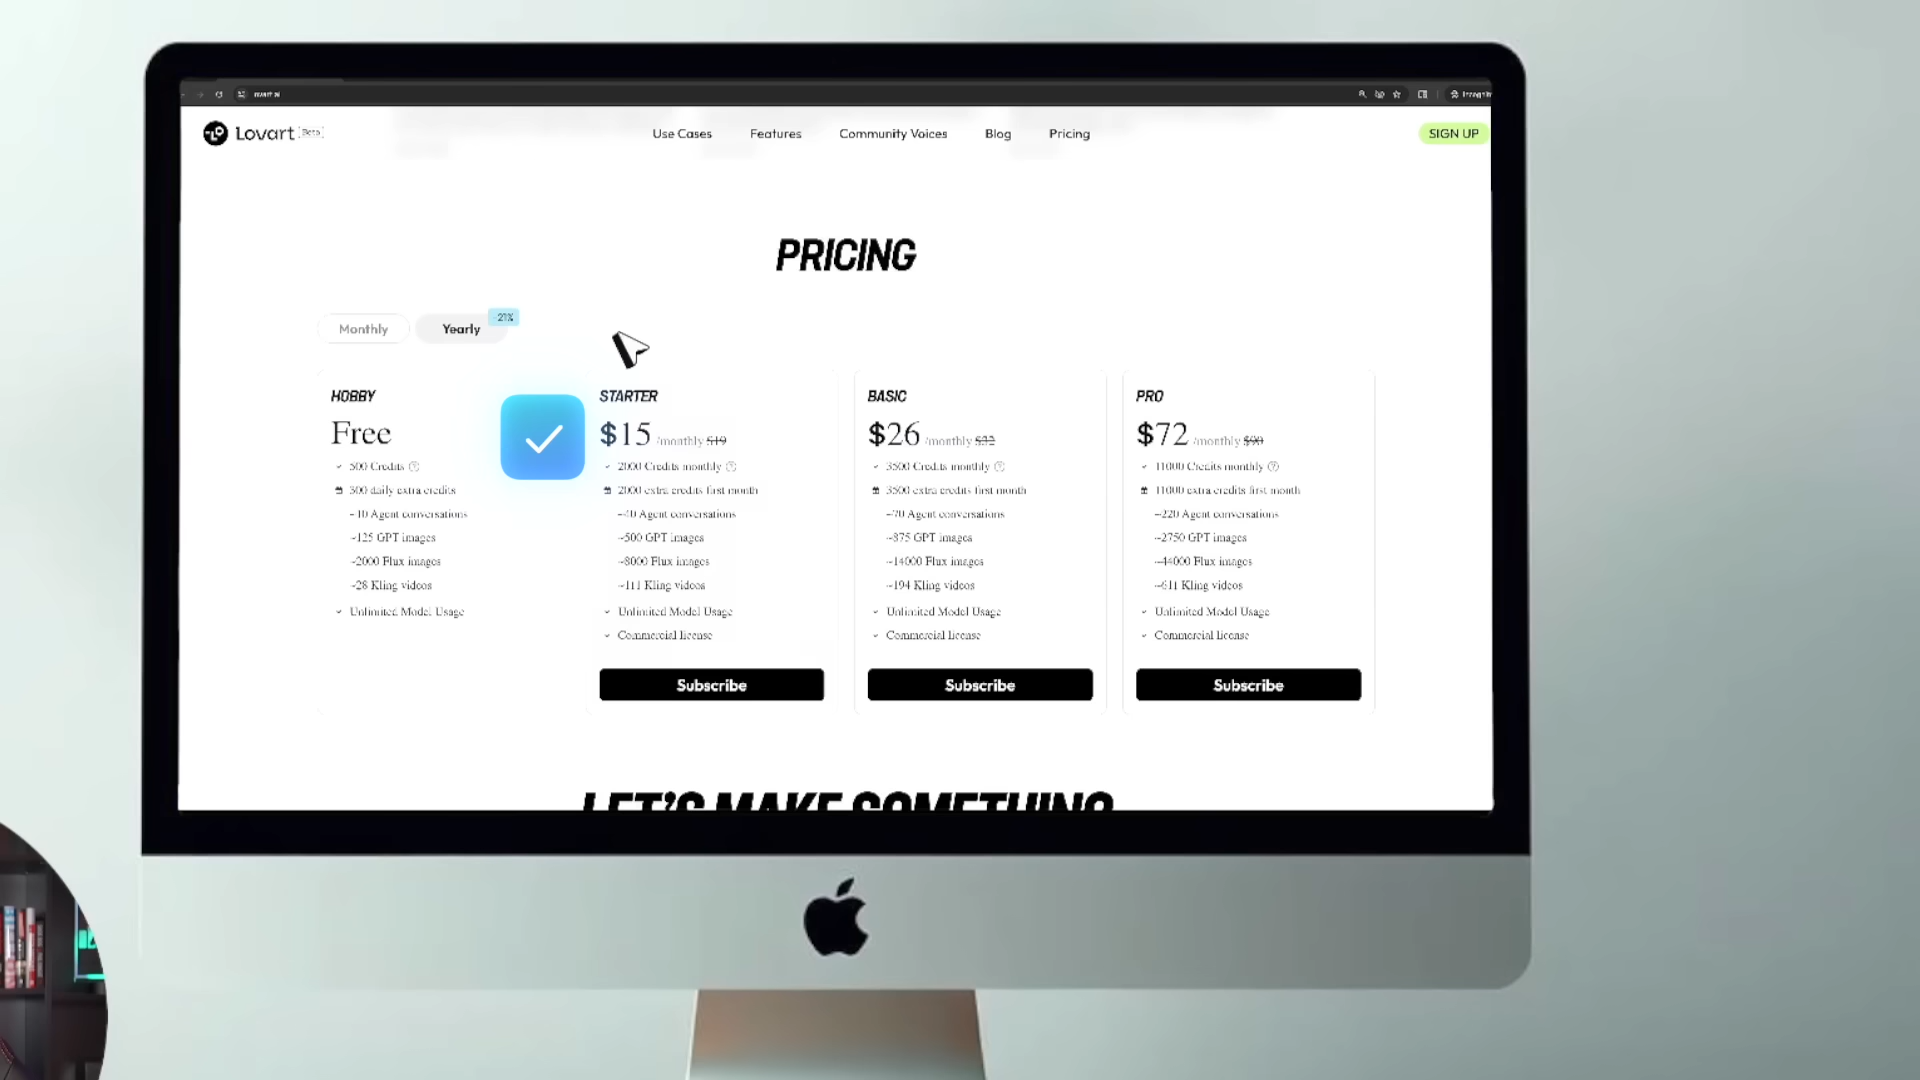 lovart.ai
Lovart [Beta]
Use Cases
Features
Community Voices
Blog
Pricing
SIGN UP
PRICING
Monthly
Yearly
-21%
HOBBY
Free
500 Credits
300 daily extra credits
~10 Agent conversations
~125 GPT images
~2000 Flux images
~28 Kling videos
Unlimited Model Usage
STARTER
$15 /monthly $19
2000 Credits monthly
2000 extra credits first month
~40 Agent conversations
~500 GPT images
~8000 Flux images
~111 Kling videos
Unlimited Model Usage
Commercial license
Subscribe
BASIC
$26 /monthly $32
3500 Credits monthly
3500 extra credits first month
~70 Agent conversations
~875 GPT images
~14000 Flux images
~194 Kling videos
Unlimited Model Usage
Commercial license
Subscribe
PRO
$72 /monthly $90
11000 Credits monthly
11000 extra credits first month
~220 Agent conversations
~2750 GPT images
~44000 Flux images
~611 Kling videos
Unlimited Model Usage
Commercial license
Subscribe
LET'S MAKE SOMETHING